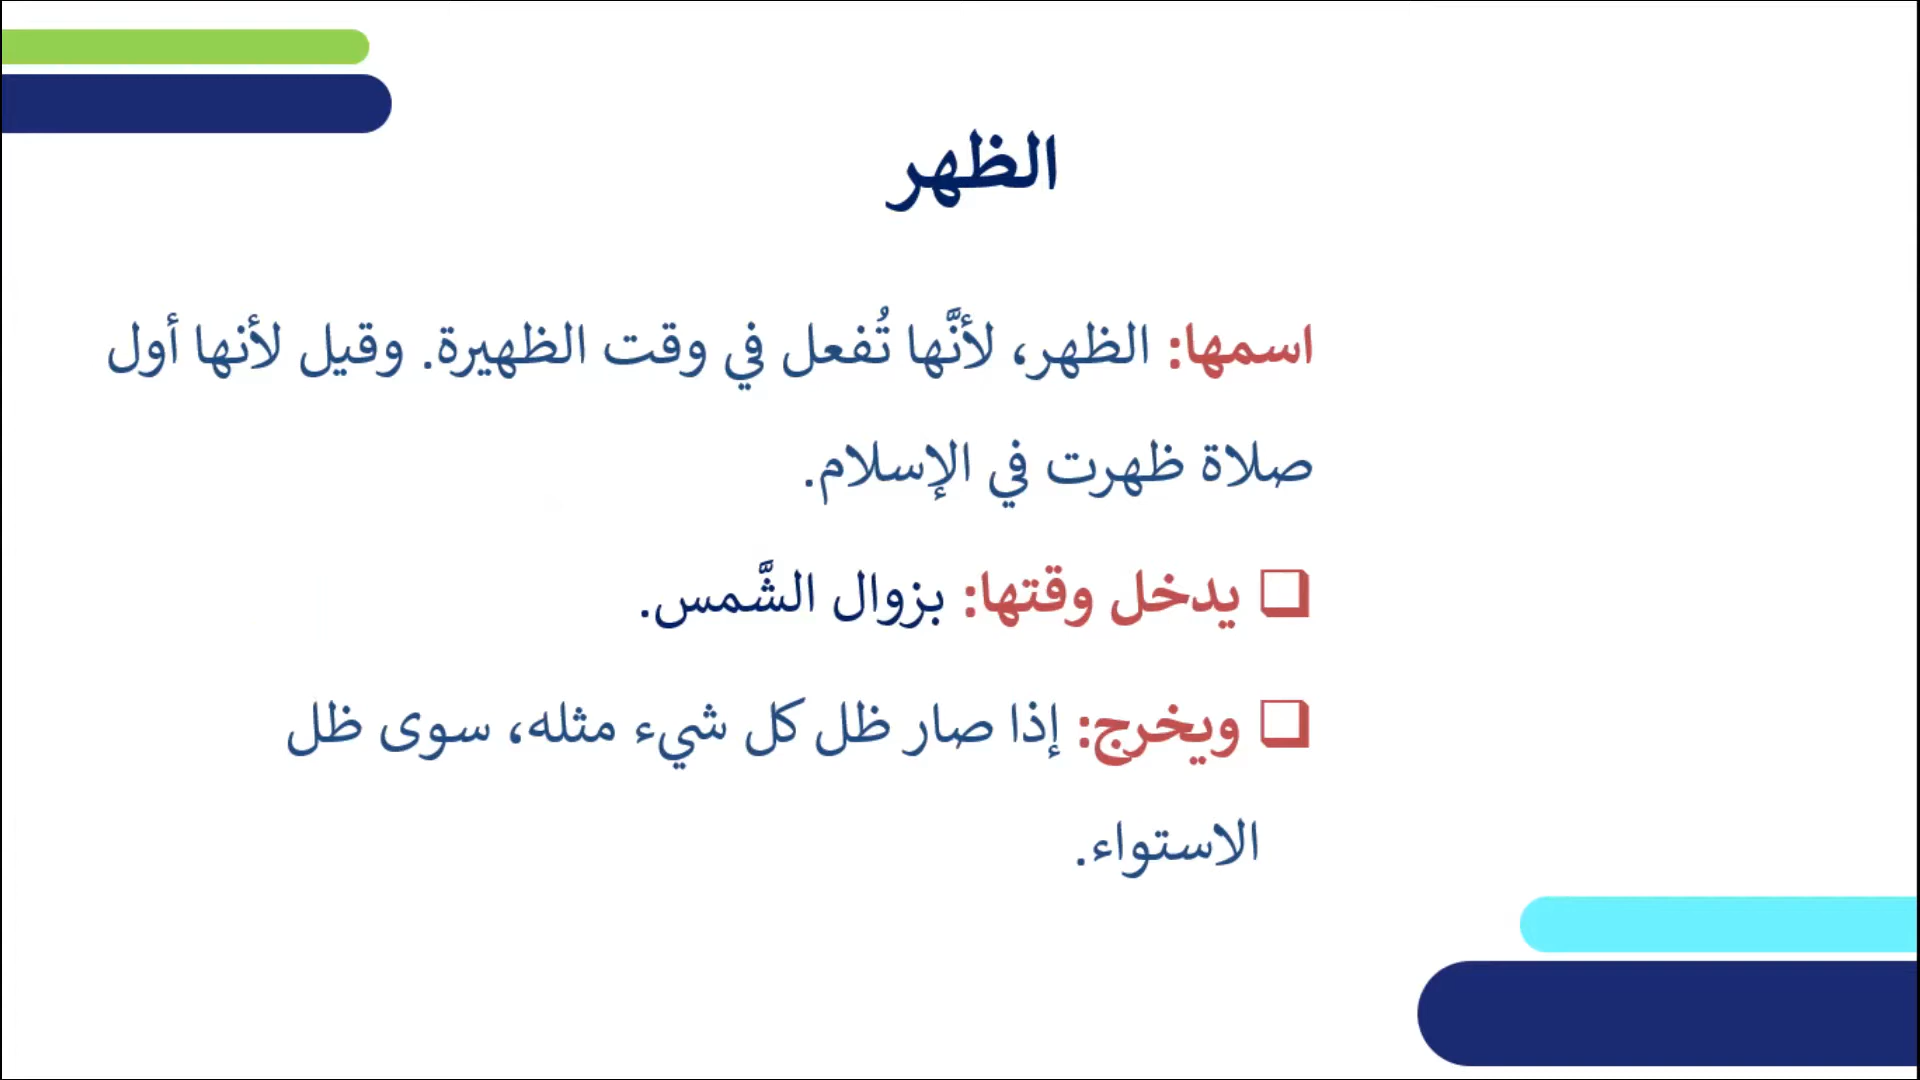 الظهر
اسمها: الظهر، لأنَّها تُفعل في وقت الظهيرة. وقيل لأنها أول
صلاة ظهرت في الإسلام.
❑ يدخل وقتها: بزوال الشَّمس.
❑ ويخرج: إذا صار ظل كل شيء مثله، سوى ظل
الاستواء.